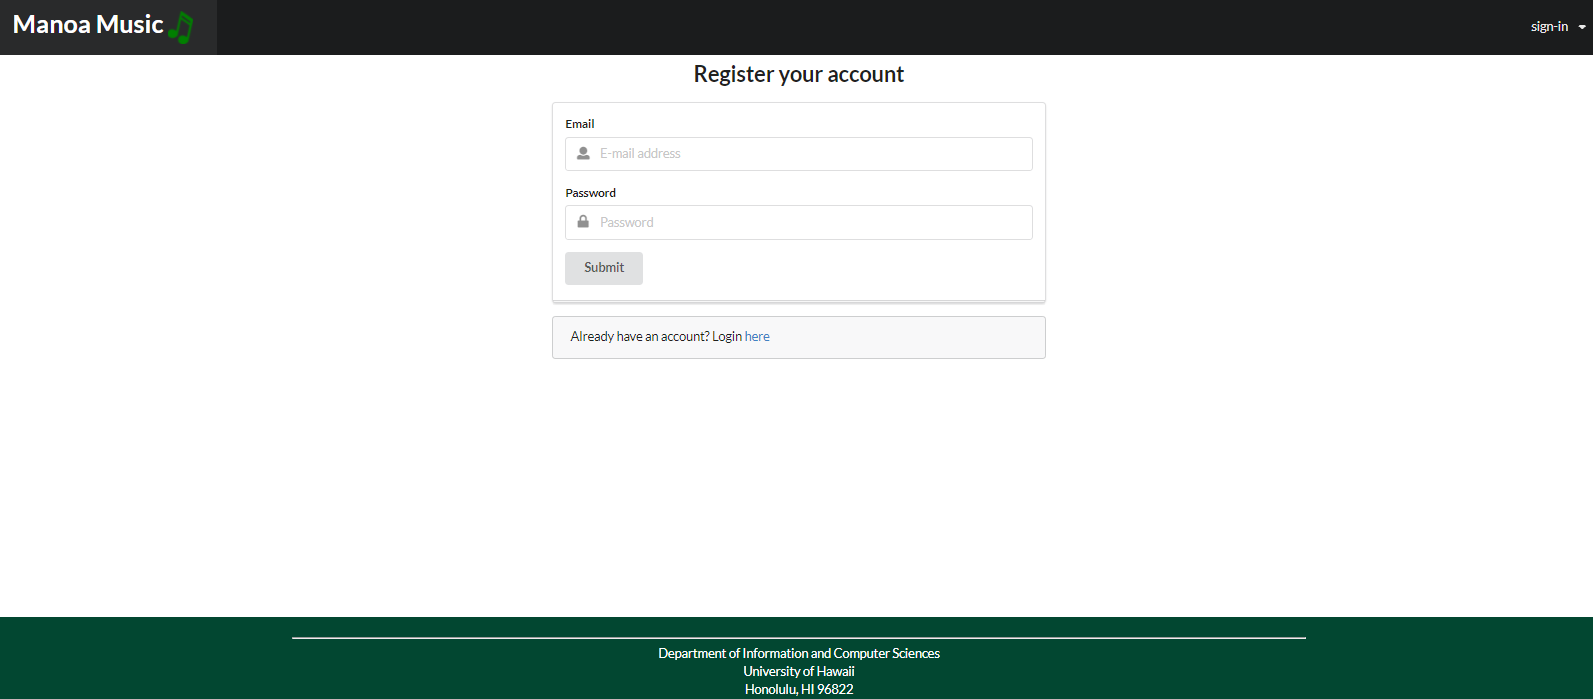 Manoa Music
sign-in
Register your account
Email
E-mail address
Password
Password
Submit
Already have an account? Login here
Department of Information and Computer Sciences
University of Hawaii
Honolulu, HI 96822